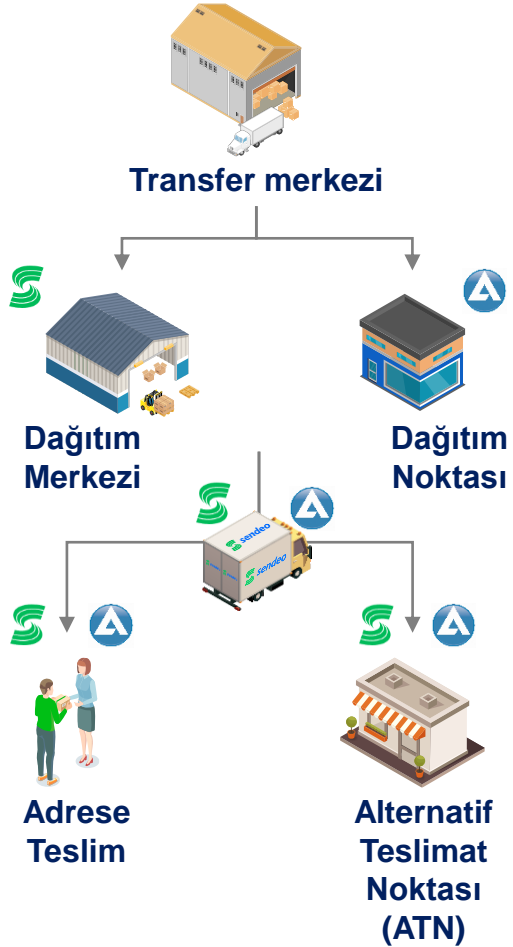 Transfer merkezi
Dağıtım
Merkezi
Dağıtım
Noktası
sendeo
sendeo
Adrese
Teslim
Alternatif
Teslimat
Noktası
(ATN)